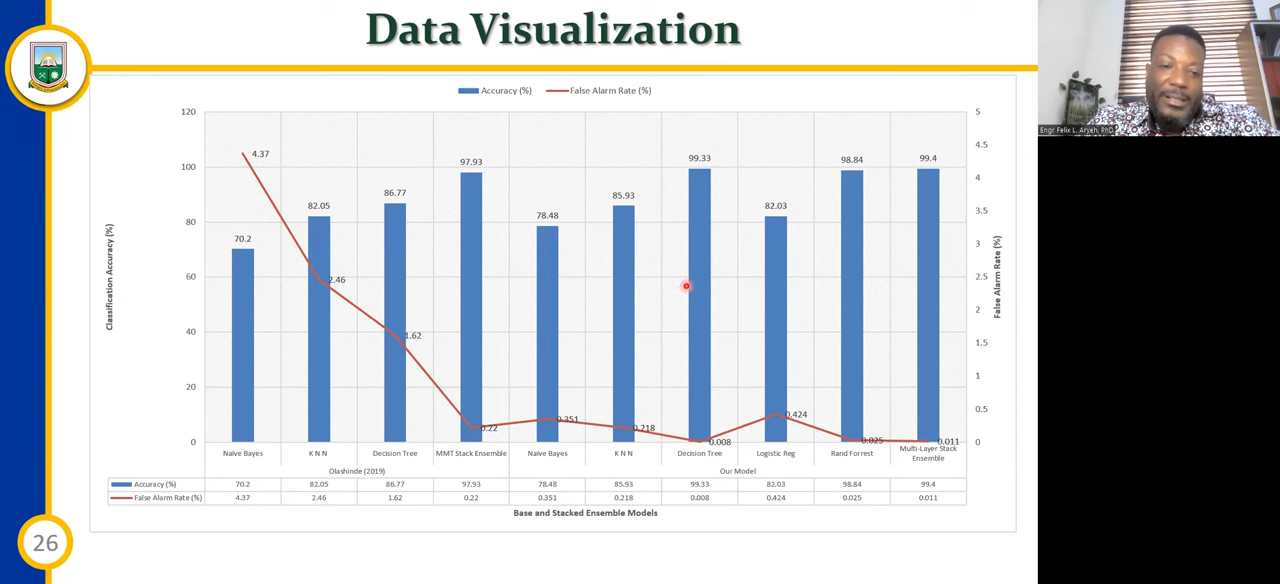 Data Visualization
Engr Felix L. Aryeh, PhD
Accuracy (%) False Alarm Rate (%)
120
100
80
60
40
20
0
Classification Accuracy (%)
5
4.5
4
3.5
3
2.5
2
1.5
1
0.5
0
False Alarm Rate (%)
70.2 82.05 86.77 97.93 78.48 85.93 99.33 82.03 98.84 99.4
4.37 2.46 1.62 0.22 0.351 0.218 0.008 0.424 0.025 0.011
Naïve Bayes K N N Decision Tree MMT Stack Ensemble Naïve Bayes K N N Decision Tree Logistic Reg Rand Forrest Multi-Layer Stack
Ensemble
Olashinde (2019) Our Model
Accuracy (%) 70.2 82.05 86.77 97.93 78.48 85.93 99.33 82.03 98.84 99.4
False Alarm Rate (%) 4.37 2.46 1.62 0.22 0.351 0.218 0.008 0.424 0.025 0.011
Base and Stacked Ensemble Models
26